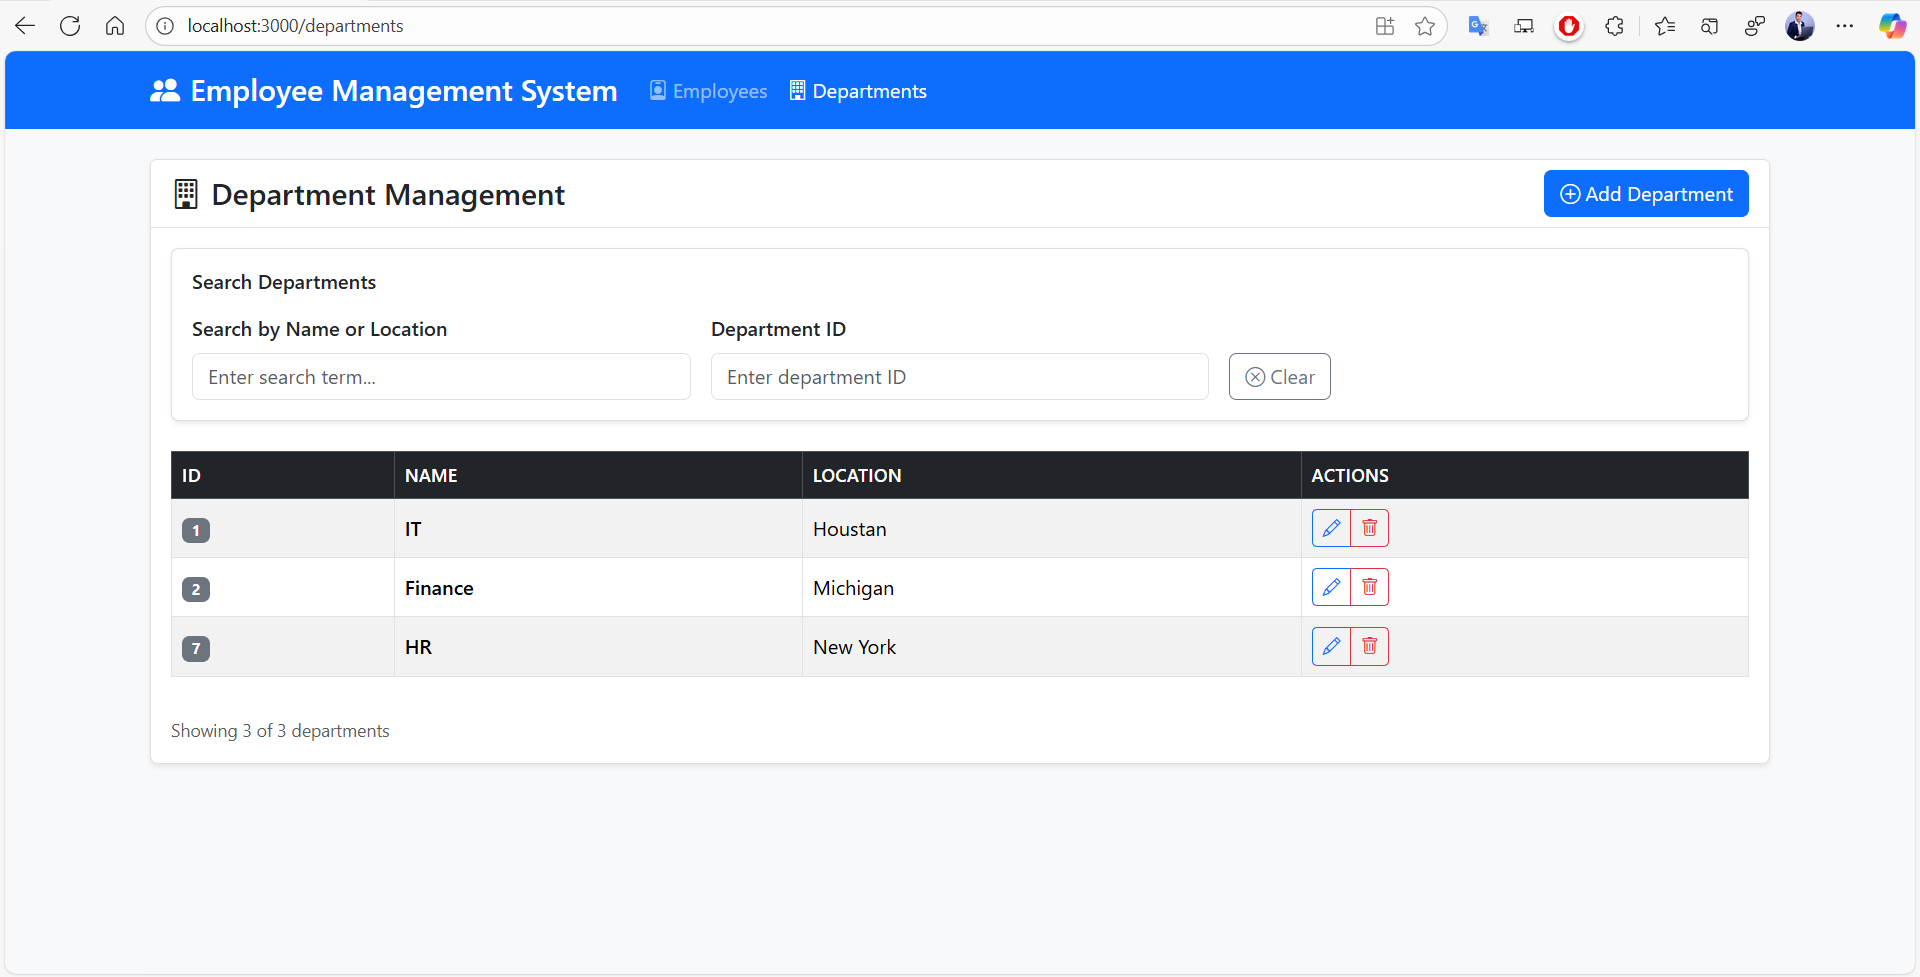 localhost:3000/departments
Employee Management System Employees Departments
Department Management Add Department
Search Departments
Search by Name or Location Department ID
Enter search term... Enter department ID Clear
ID NAME LOCATION ACTIONS
1 IT Houstan
2 Finance Michigan
7 HR New York
Showing 3 of 3 departments